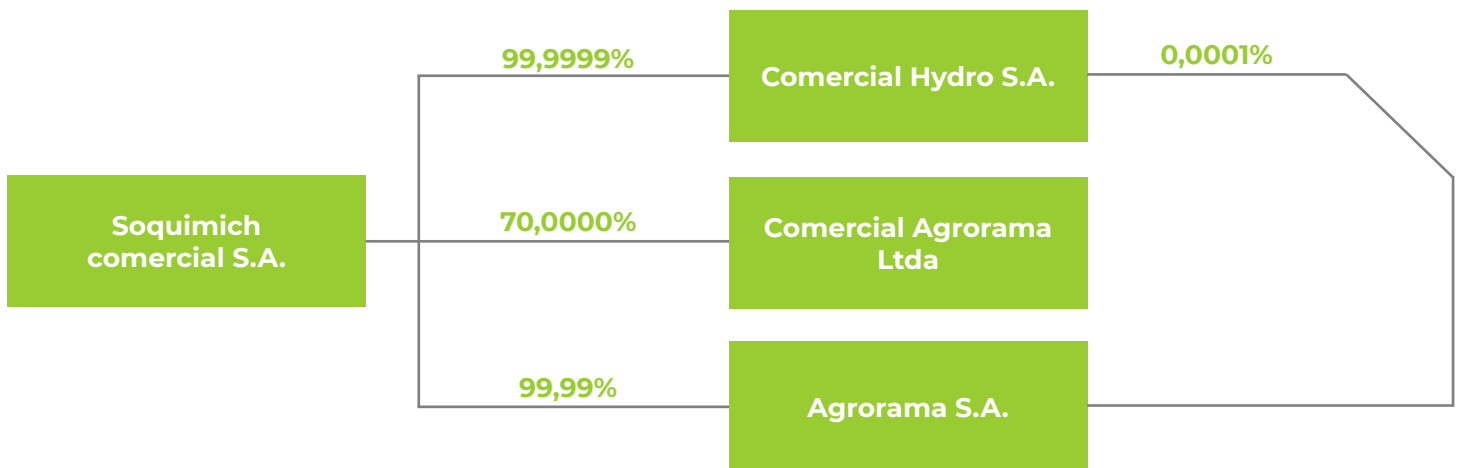 99,9999%
Comercial Hydro S.A.
0,0001%
Soquimich
comercial S.A.
70,0000%
Comercial Agrorama
Ltda
99,99%
Agrorama S.A.